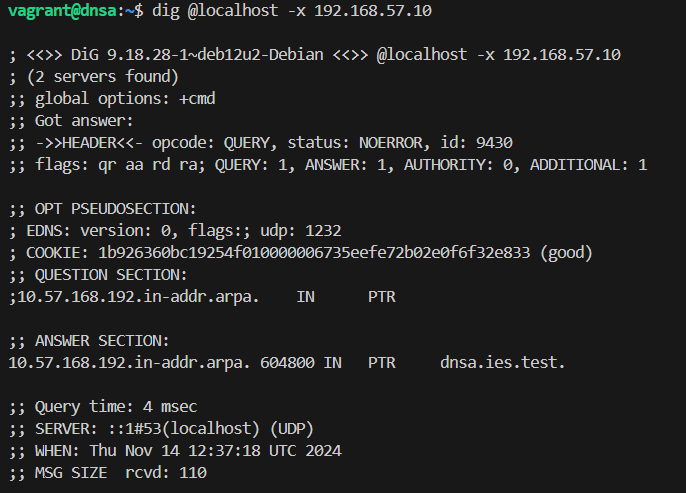 vagrant@dnsa:~$ dig @localhost -x 192.168.57.10

; <<>> DiG 9.18.28-1~deb12u2-Debian <<>> @localhost -x 192.168.57.10
; (2 servers found)
;; global options: +cmd
;; Got answer:
;; ->>HEADER<<- opcode: QUERY, status: NOERROR, id: 9430
;; flags: qr aa rd ra; QUERY: 1, ANSWER: 1, AUTHORITY: 0, ADDITIONAL: 1

;; OPT PSEUDOSECTION:
; EDNS: version: 0, flags:; udp: 1232
; COOKIE: 1b926360bc19254f010000006735eefe72b02e0f6f32e833 (good)
;; QUESTION SECTION:
;10.57.168.192.in-addr.arpa.    IN      PTR

;; ANSWER SECTION:
10.57.168.192.in-addr.arpa. 604800 IN   PTR     dnsa.ies.test.

;; Query time: 4 msec
;; SERVER: ::1#53(localhost) (UDP)
;; WHEN: Thu Nov 14 12:37:18 UTC 2024
;; MSG SIZE  rcvd: 110